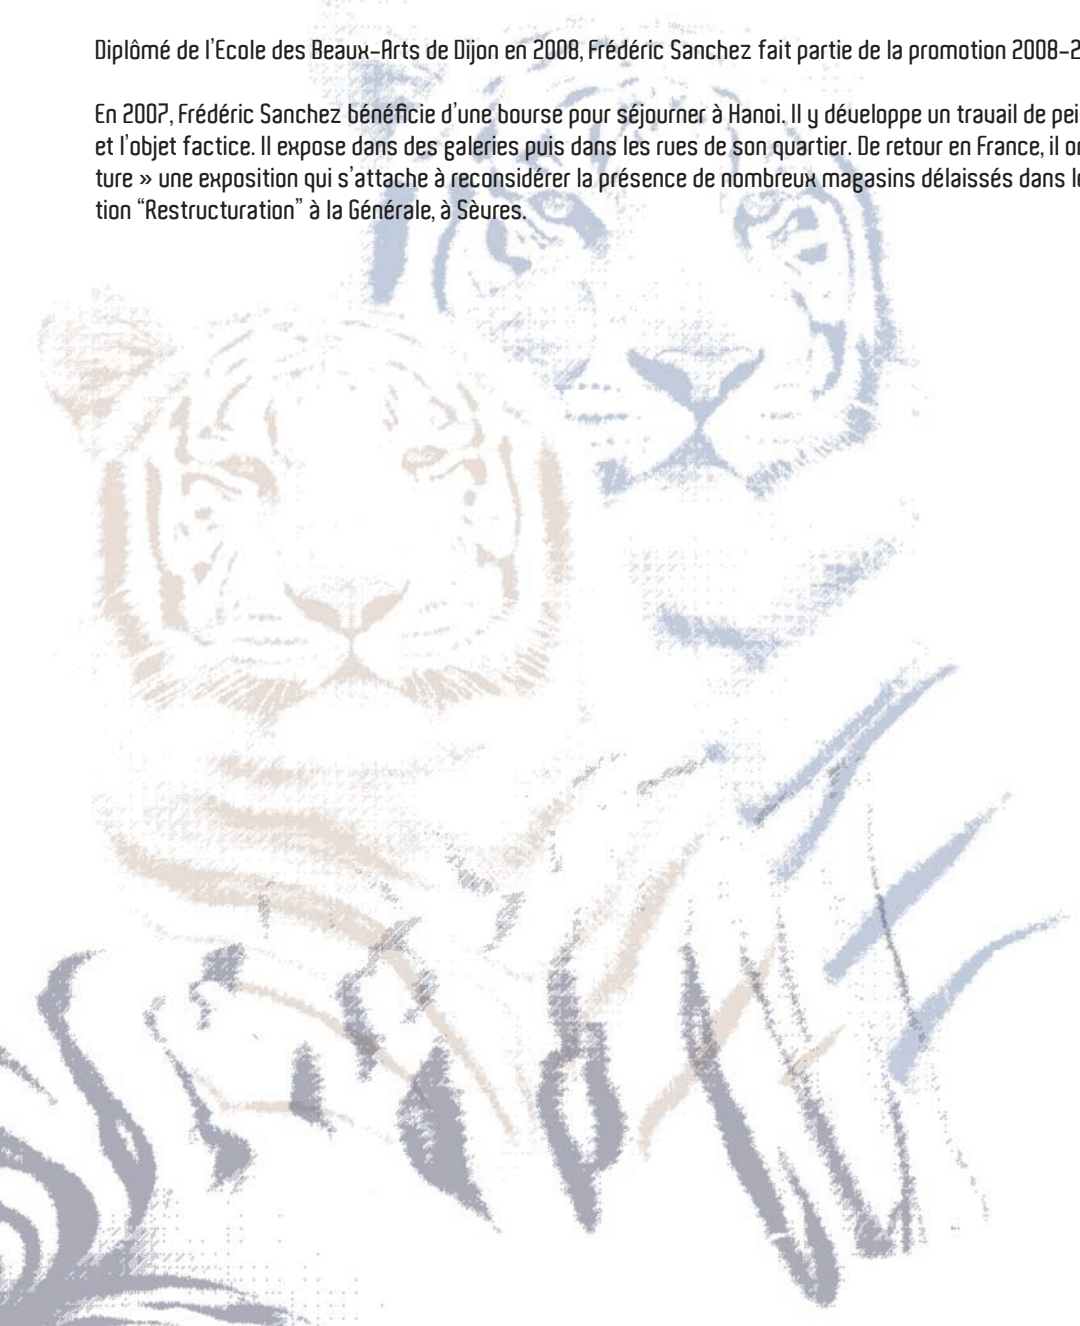 Diplômé de l’Ecole des Beaux-Arts de Dijon en 2008, Frédéric Sanchez fait partie de la promotion 2008-2
En 2007, Frédéric Sanchez bénéficie d’une bourse pour séjourner à Hanoi. Il y développe un travail de pei
et l’objet factice. Il expose dans des galeries puis dans les rues de son quartier. De retour en France, il or
ture » une exposition qui s’attache à reconsidérer la présence de nombreux magasins délaissés dans le
tion “Restructuration” à la Générale, à Sèvres.